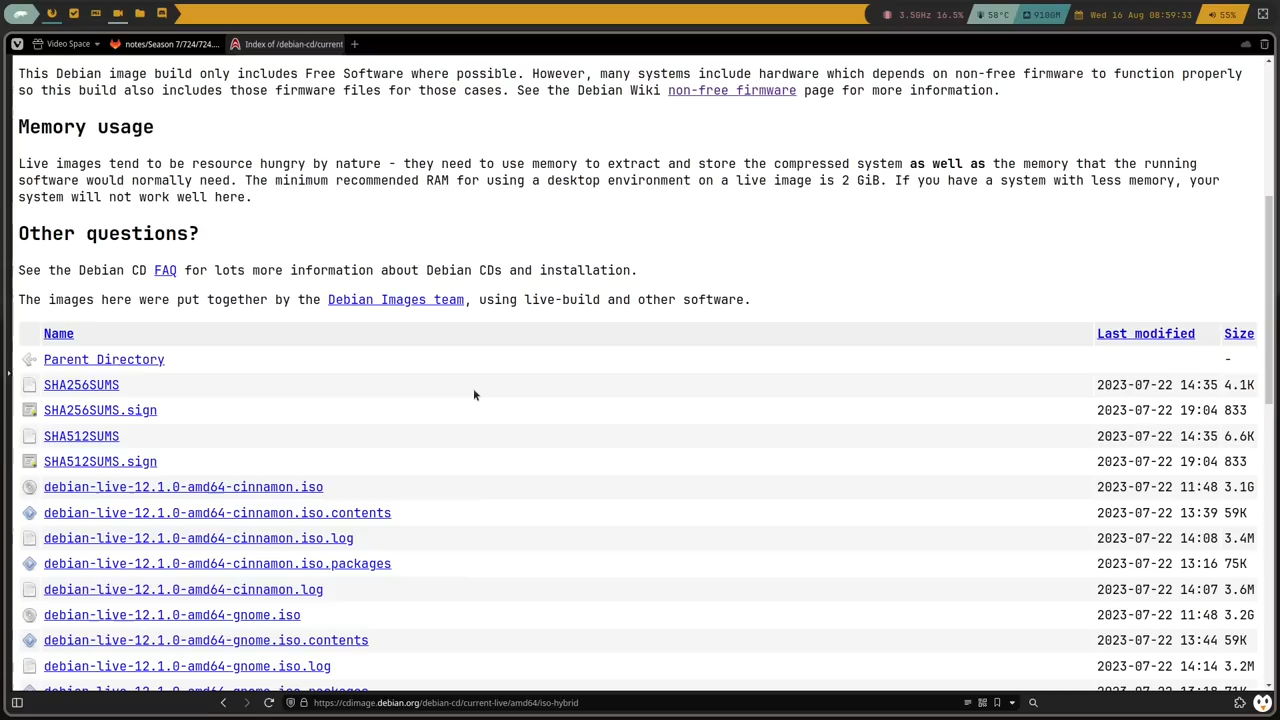 3.5GHz 16.5%
58°C
910GM
Wed 16 Aug 08:59:33
55%
Video Space
notes/Season 7/724/724....
Index of /debian-cd/current
This Debian image build only includes Free Software where possible. However, many systems include hardware which depends on non-free firmware to function properly
so this build also includes those firmware files for those cases. See the Debian Wiki non-free firmware page for more information.
Memory usage
Live images tend to be resource hungry by nature - they need to use memory to extract and store the compressed system as well as the memory that the running
software would normally need. The minimum recommended RAM for using a desktop environment on a live image is 2 GiB. If you have a system with less memory, your
system will not work well here.
Other questions?
See the Debian CD FAQ for lots more information about Debian CDs and installation.
The images here were put together by the Debian Images team, using live-build and other software.
Name Last modified Size
Parent Directory -
SHA256SUMS 2023-07-22 14:35 4.1K
SHA256SUMS.sign 2023-07-22 19:04 833
SHA512SUMS 2023-07-22 14:35 6.6K
SHA512SUMS.sign 2023-07-22 19:04 833
debian-live-12.1.0-amd64-cinnamon.iso 2023-07-22 11:48 3.1G
debian-live-12.1.0-amd64-cinnamon.iso.contents 2023-07-22 13:39 59K
debian-live-12.1.0-amd64-cinnamon.iso.log 2023-07-22 14:08 3.4M
debian-live-12.1.0-amd64-cinnamon.iso.packages 2023-07-22 13:16 75K
debian-live-12.1.0-amd64-cinnamon.log 2023-07-22 14:07 3.6M
debian-live-12.1.0-amd64-gnome.iso 2023-07-22 11:48 3.2G
debian-live-12.1.0-amd64-gnome.iso.contents 2023-07-22 13:44 59K
debian-live-12.1.0-amd64-gnome.iso.log 2023-07-22 14:14 3.2M
debian-live-12.1.0-amd64-gnome.iso.packages 2023-07-22 13:18 71K
https://cdimage.debian.org/debian-cd/current-live/amd64/iso-hybrid